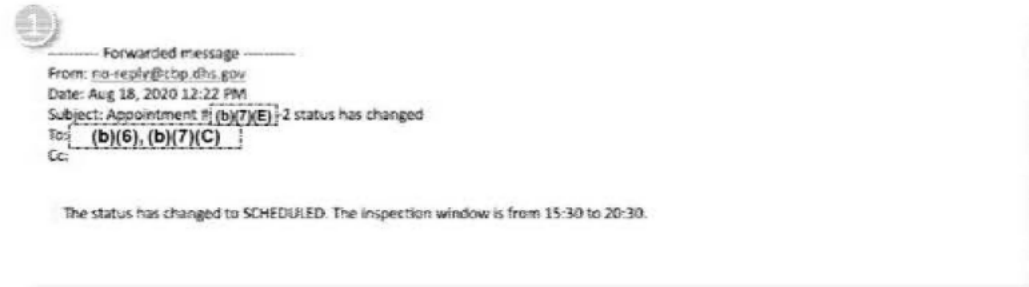 1
---------- Forwarded message ----------
From: no-reply@cbp.dhs.gov
Date: Aug 18, 2020 12:22 PM
Subject: Appointment # (b)(7)(E) -2 status has changed
To: (b)(6), (b)(7)(C)
Cc:
The status has changed to SCHEDULED. The inspection window is from 15:30 to 20:30.